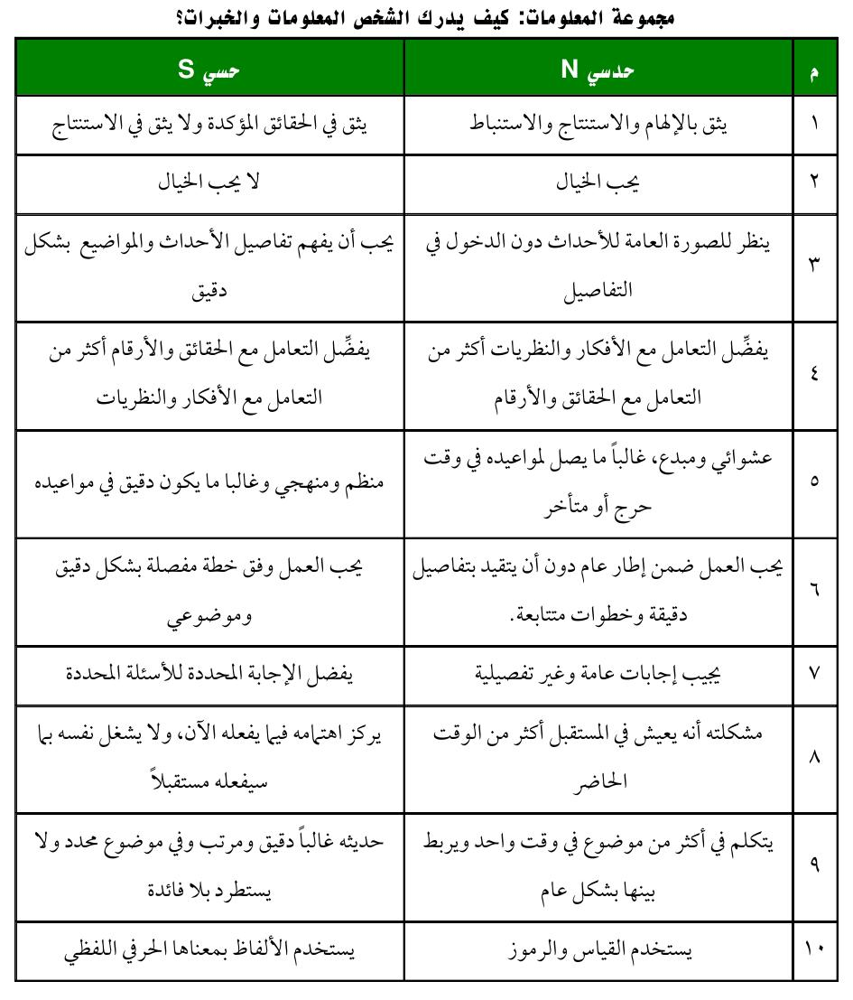 مجموعة المعلومات: كيف يدرك الشخص المعلومات والخبرات؟
م حدسي N حسي S
١ يثق بالإلهام والاستنتاج والاستنباط يثق في الحقائق المؤكدة ولا يثق في الاستنتاج
٢ يحب الخيال لا يحب الخيال
٣ ينظر للصورة العامة للأحداث دون الدخول في
التفاصيل
يحب أن يفهم تفاصيل الأحداث والمواضيع بشكل
دقيق
٤ يفضِّل التعامل مع الأفكار والنظريات أكثر من
التعامل مع الحقائق والأرقام
يفضِّل التعامل مع الحقائق والأرقام أكثر من
التعامل مع الأفكار والنظريات
٥ عشوائي ومبدع، غالباً ما يصل لمواعيده في وقت
حرج أو متأخر
منظم ومنهجي وغالبا ما يكون دقيق في مواعيده
٦ يحب العمل ضمن إطار عام دون أن يتقيد بتفاصيل
دقيقة وخطوات متتابعة.
يحب العمل وفق خطة مفصلة بشكل دقيق
وموضوعي
٧ يجيب إجابات عامة وغير تفصيلية يفضل الإجابة المحددة للأسئلة المحددة
٨ مشكلته أنه يعيش في المستقبل أكثر من الوقت
الحاضر
يركز اهتمامه فيما يفعله الآن، ولا يشغل نفسه بما
سيفعله مستقبلاً
٩ يتكلم في أكثر من موضوع في وقت واحد ويربط
بينها بشكل عام
حديثه غالباً دقيق ومرتب وفي موضوع محدد ولا
يستطرد بلا فائدة
١٠ يستخدم القياس والرموز يستخدم الألفاظ بمعناها الحرفي اللفظي